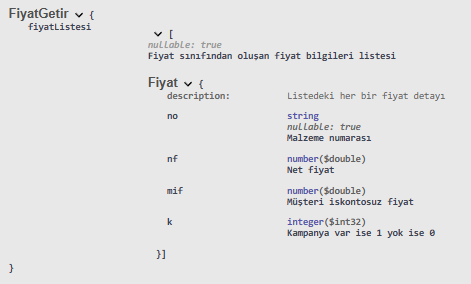 FiyatGetir {
fiyatListesi
[
nullable: true
Fiyat sınıfından oluşan fiyat bilgileri listesi
Fiyat {
description: Listedeki her bir fiyat detayı
no string
nullable: true
Malzeme numarası
nf number($double)
Net fiyat
mif number($double)
Müşteri iskontosuz fiyat
k integer($int32)
Kampanya var ise 1 yok ise 0
}]
}